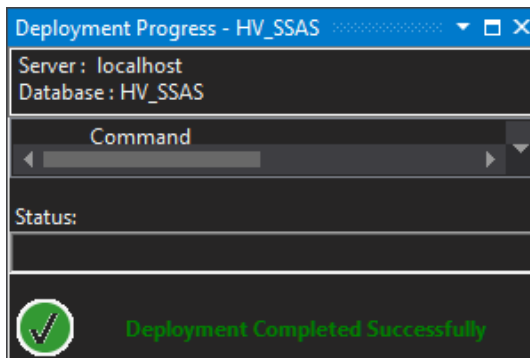 Deployment Progress - HV_SSAS
Server : localhost
Database : HV_SSAS
Command
Status:
Deployment Completed Successfully